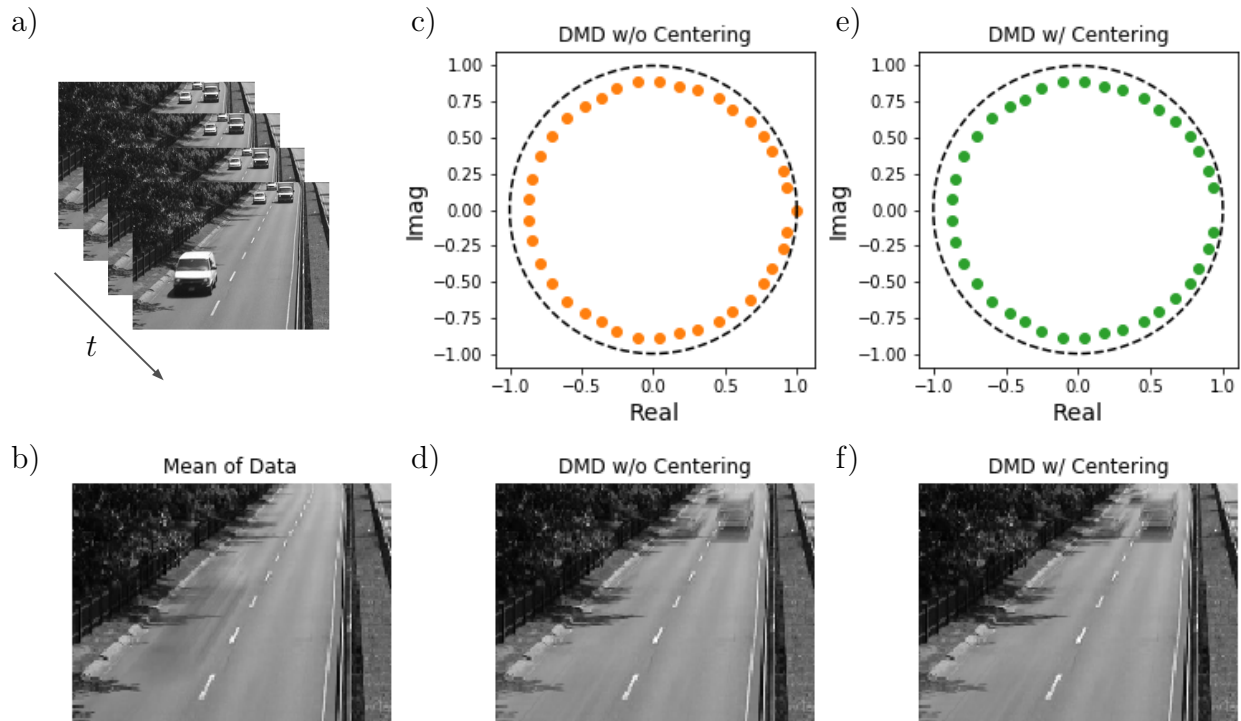 a)
t
c)
DMD w/o Centering
1.00
0.75
0.50
0.25
0.00
−0.25
−0.50
−0.75
−1.00
Imag
−1.0 −0.5 0.0 0.5 1.0
Real
e)
DMD w/ Centering
1.00
0.75
0.50
0.25
0.00
−0.25
−0.50
−0.75
−1.00
Imag
−1.0 −0.5 0.0 0.5 1.0
Real
b)
Mean of Data
d)
DMD w/o Centering
f)
DMD w/ Centering